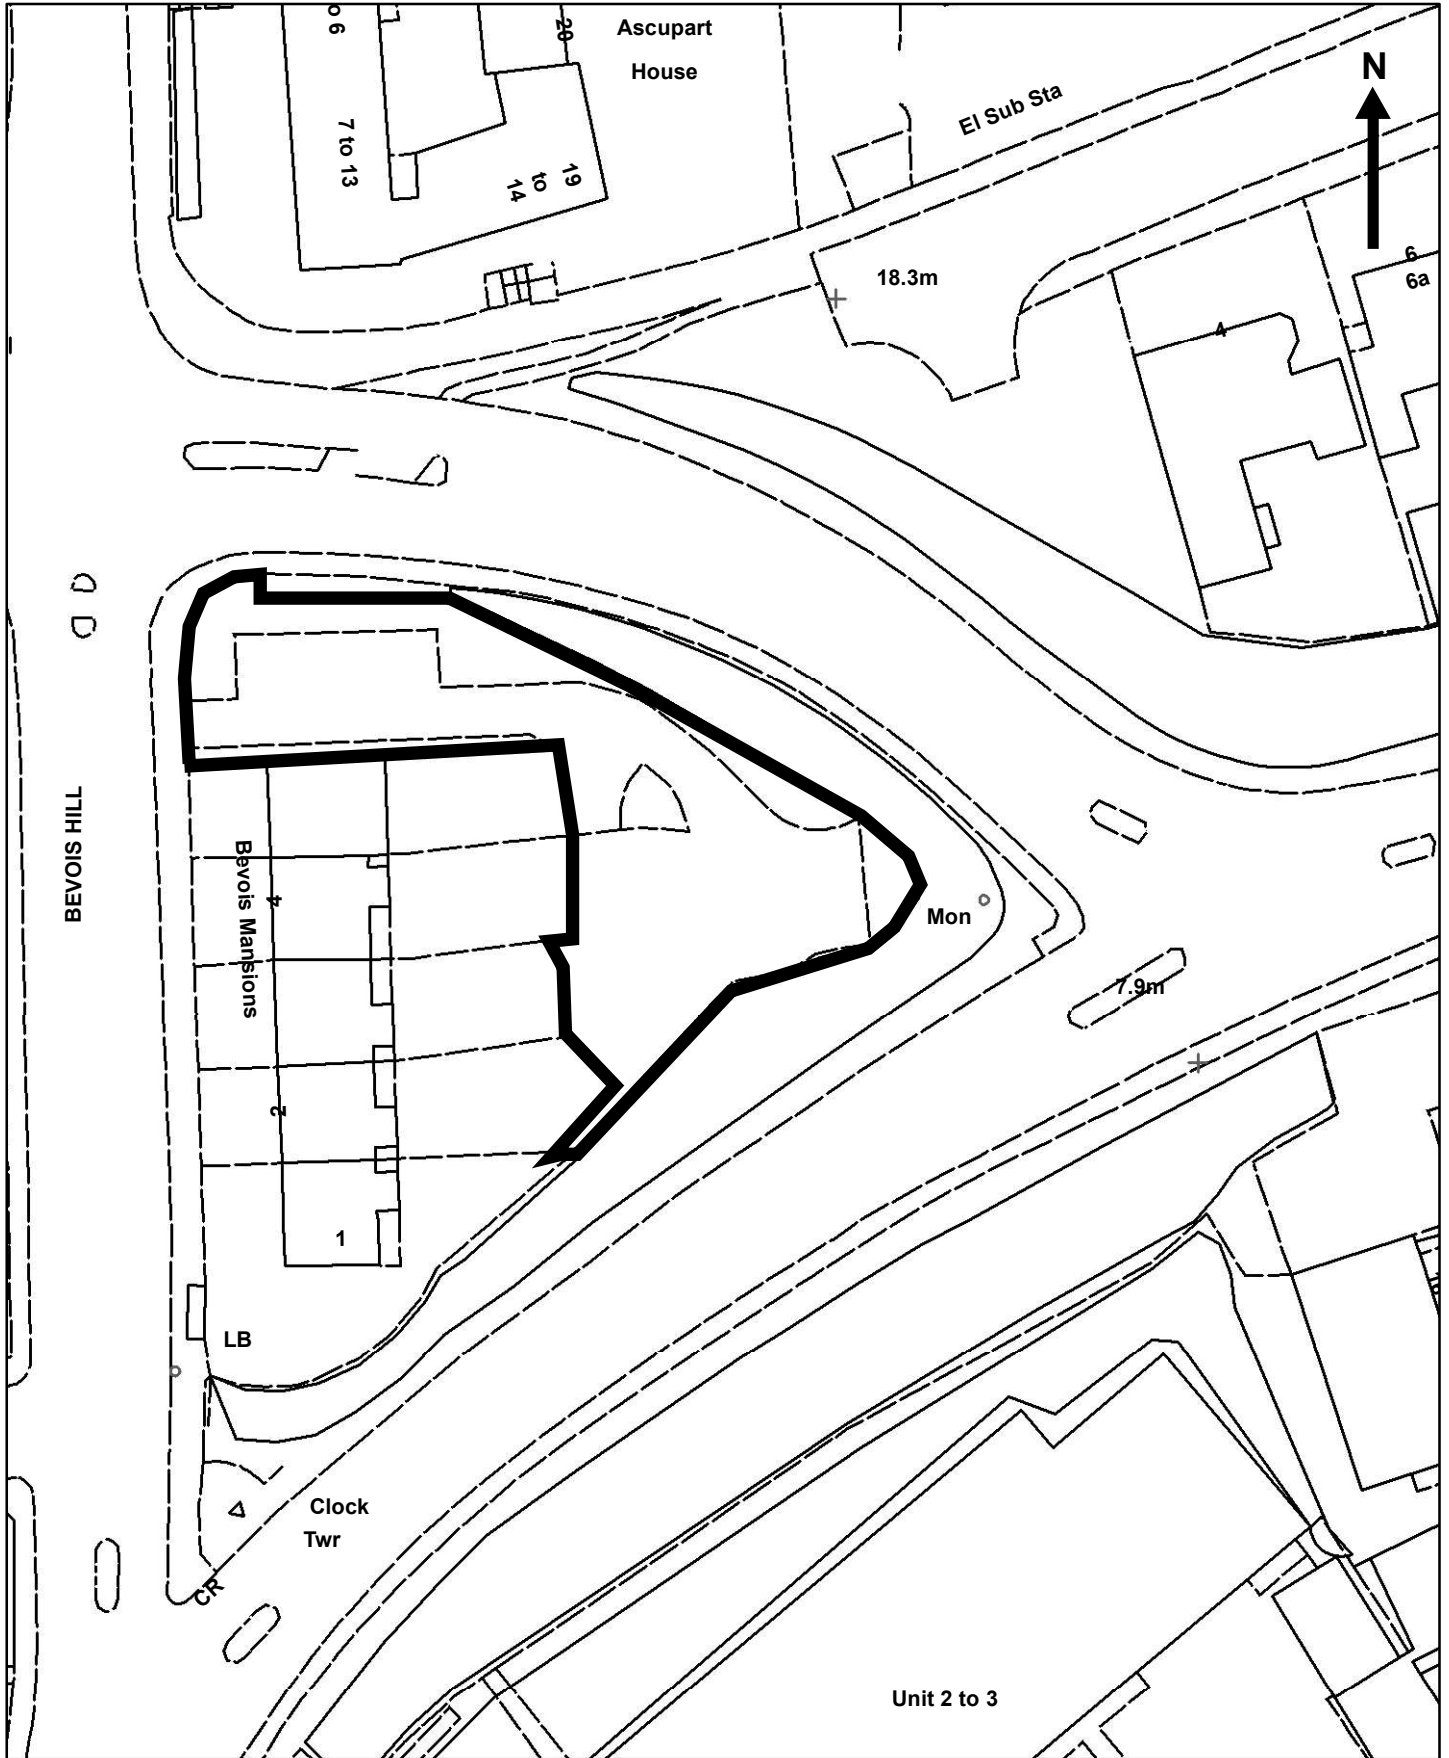 o 6
20
Ascupart
House
N
El Sub Sta
7 to 13
19
to
14
18.3m
6
6a
4
BEVOIS HILL
Bevois Mansions
4
Mon
7.9m
2
1
LB
Clock
Twr
CR
Unit 2 to 3